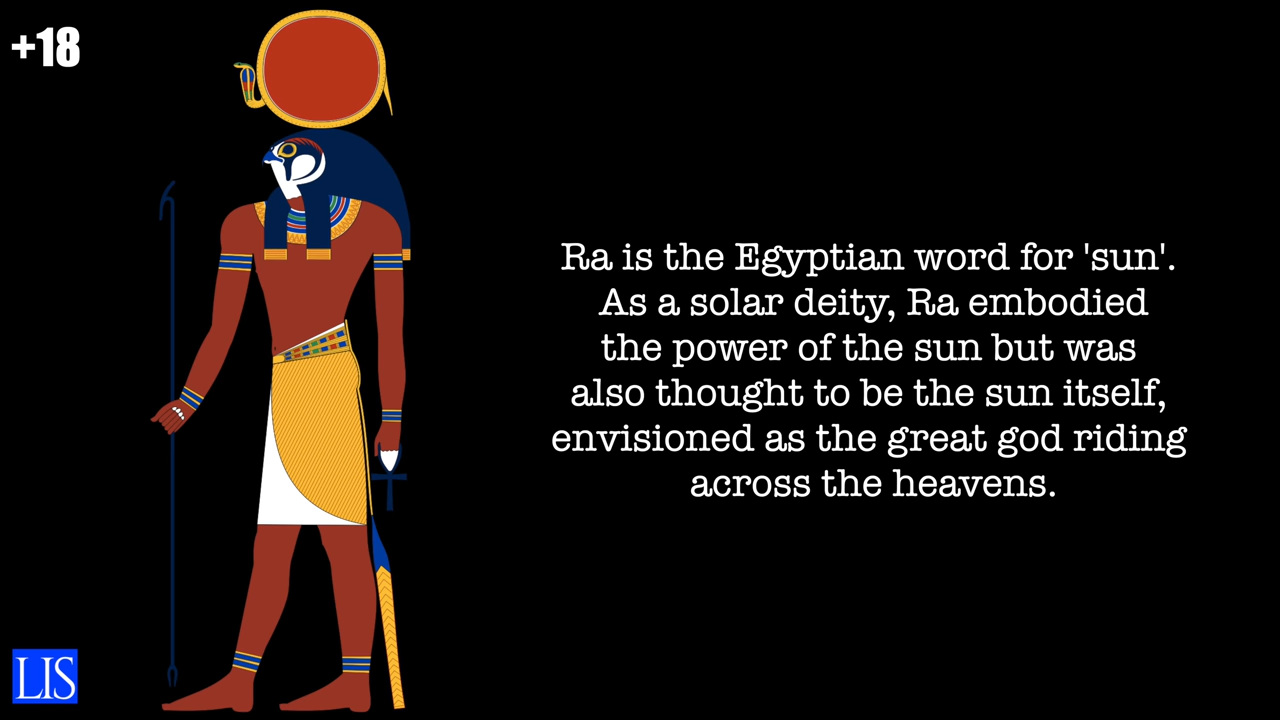 +18
Ra is the Egyptian word for 'sun'.
As a solar deity, Ra embodied
the power of the sun but was
also thought to be the sun itself,
envisioned as the great god riding
across the heavens.
LIS